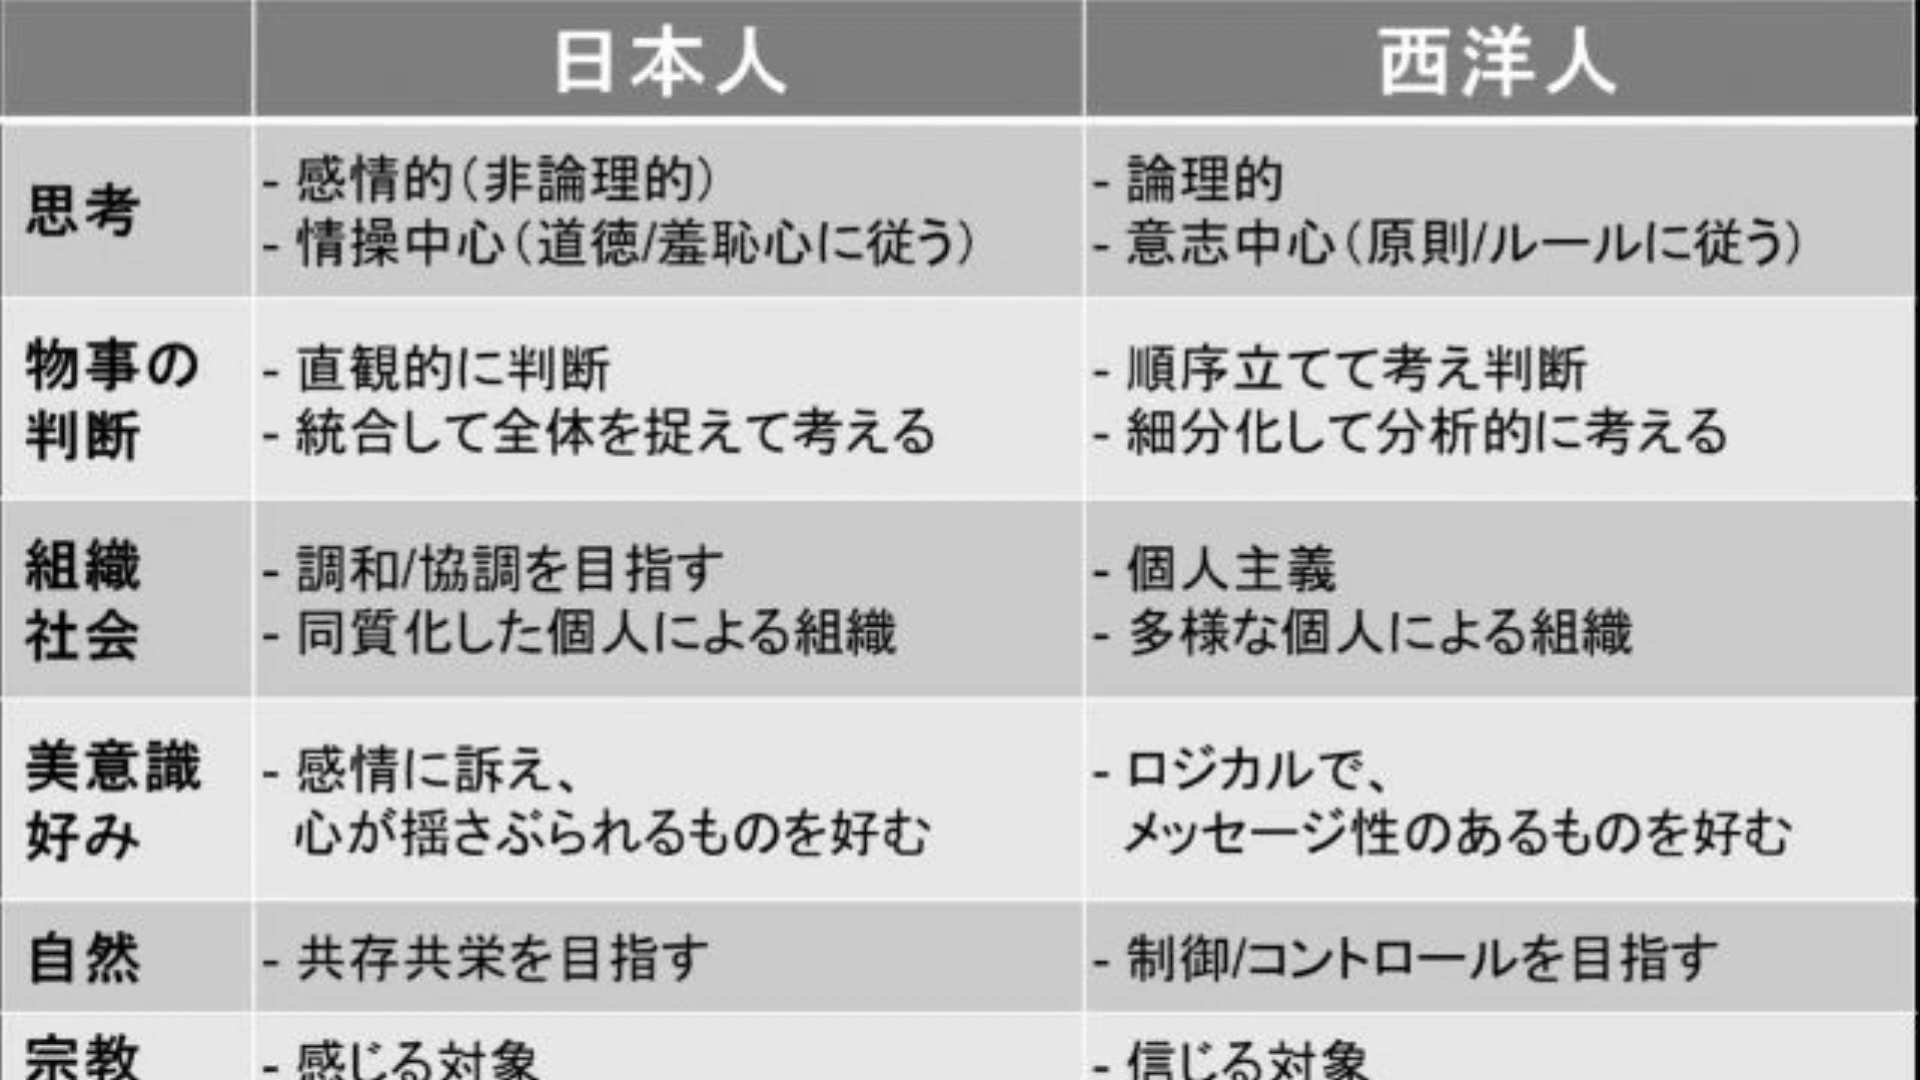 日本人
西洋人
思考
- 感情的(非論理的)
- 情操中心(道徳/羞恥心に従う)
- 論理的
- 意志中心(原則/ルールに従う)
物事の
判断
- 直観的に判断
- 統合して全体を捉えて考える
- 順序立てて考え判断
- 細分化して分析的に考える
組織
社会
- 調和/協調を目指す
- 同質化した個人による組織
- 個人主義
- 多様な個人による組織
美意識
好み
- 感情に訴え、
心が揺さぶられるものを好む
- ロジカルで、
メッセージ性のあるものを好む
自然
- 共存共栄を目指す
- 制御/コントロールを目指す
宗教
- 感じる対象
- 信じる対象